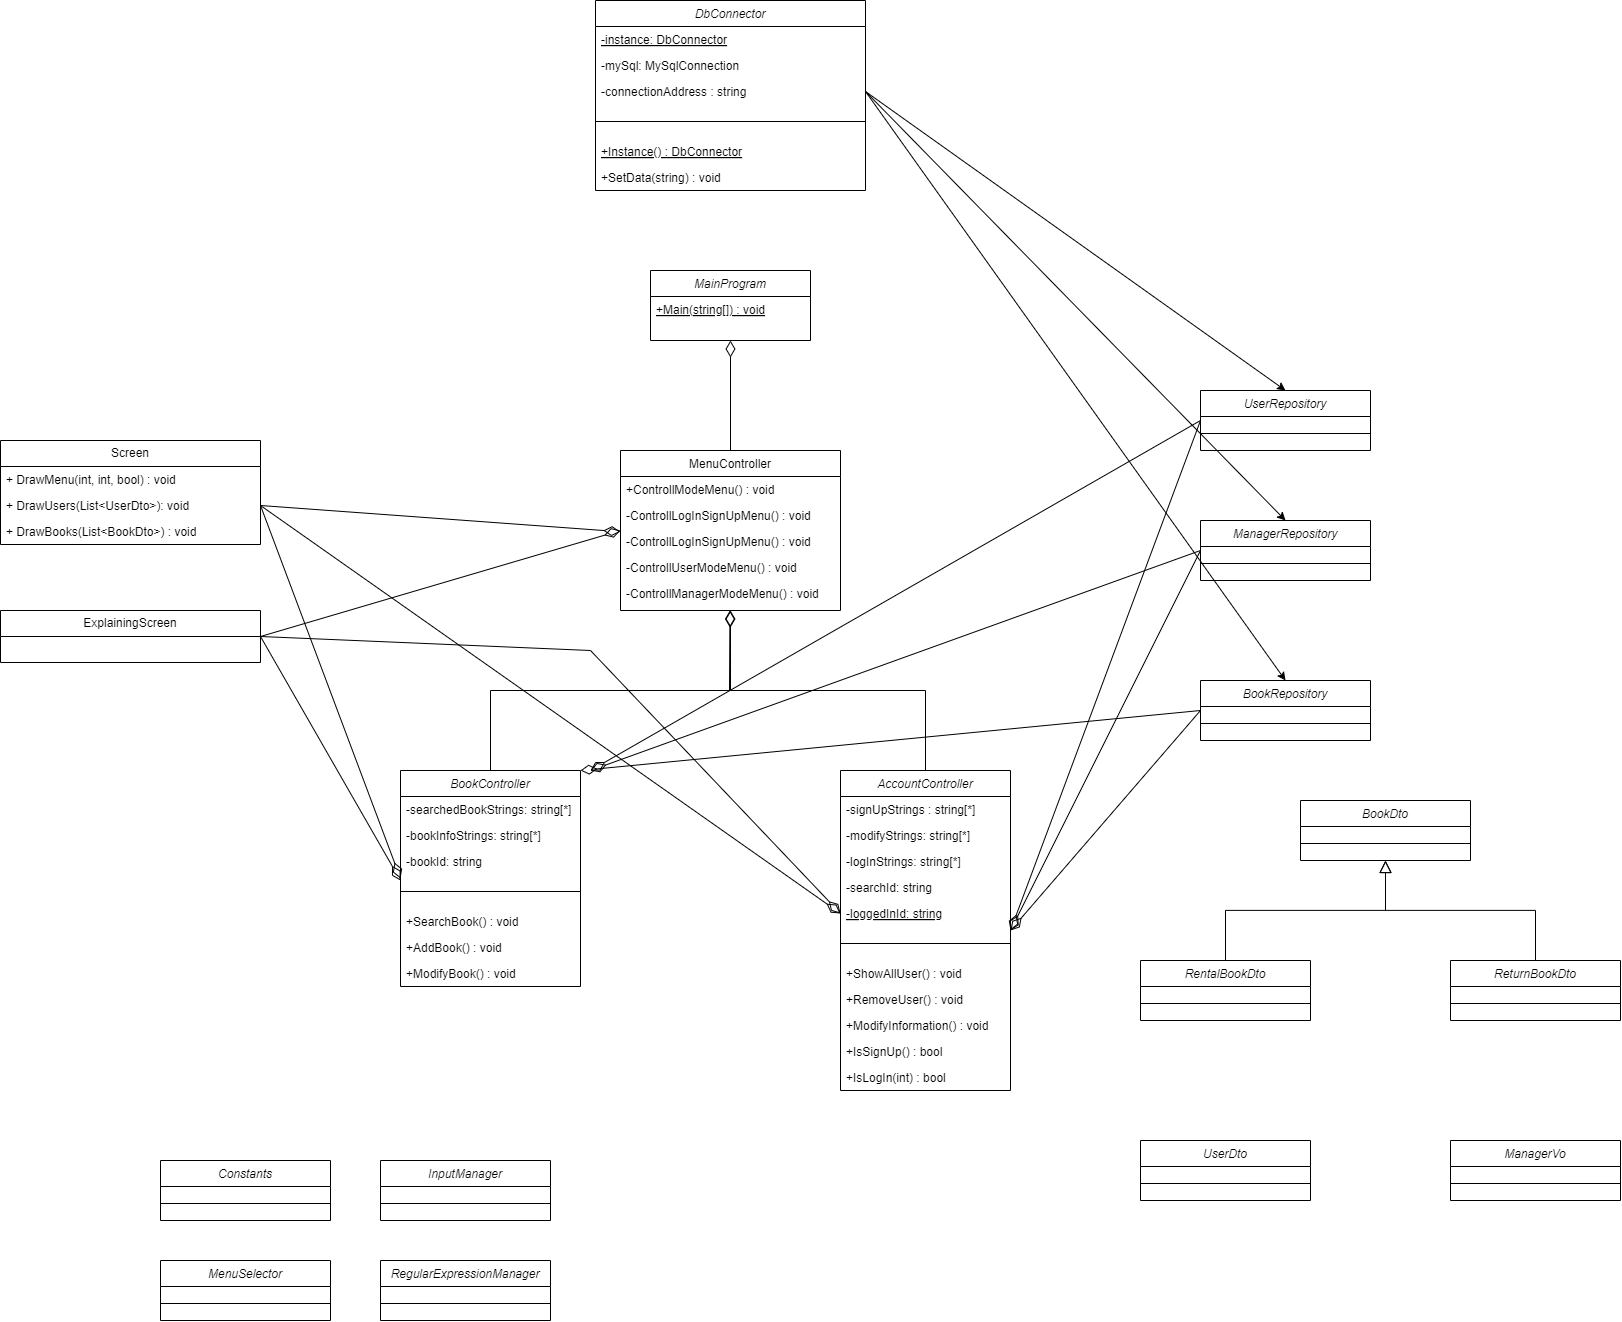 DbConnector
-instance: DbConnector
-mySql: MySqlConnection
-connectionAddress : string
+Instance() : DbConnector
+SetData(string) : void
MainProgram
+Main(string[]) : void
UserRepository
Screen
+ DrawMenu(int, int, bool) : void
+ DrawUsers(List<UserDto>): void
+ DrawBooks(List<BookDto>) : void
MenuController
+ControllModeMenu() : void
-ControllLogInSignUpMenu() : void
-ControllLogInSignUpMenu() : void
-ControllUserModeMenu() : void
-ControllManagerModeMenu() : void
ManagerRepository
ExplainingScreen
BookRepository
BookController
-searchedBookStrings: string[*]
-bookInfoStrings: string[*]
-bookId: string
+SearchBook() : void
+AddBook() : void
+ModifyBook() : void
AccountController
-signUpStrings : string[*]
-modifyStrings: string[*]
-logInStrings: string[*]
-searchId: string
-loggedInId: string
+ShowAllUser() : void
+RemoveUser() : void
+ModifyInformation() : void
+IsSignUp() : bool
+IsLogIn(int) : bool
BookDto
RentalBookDto
ReturnBookDto
UserDto
ManagerVo
Constants
InputManager
MenuSelector
RegularExpressionManager